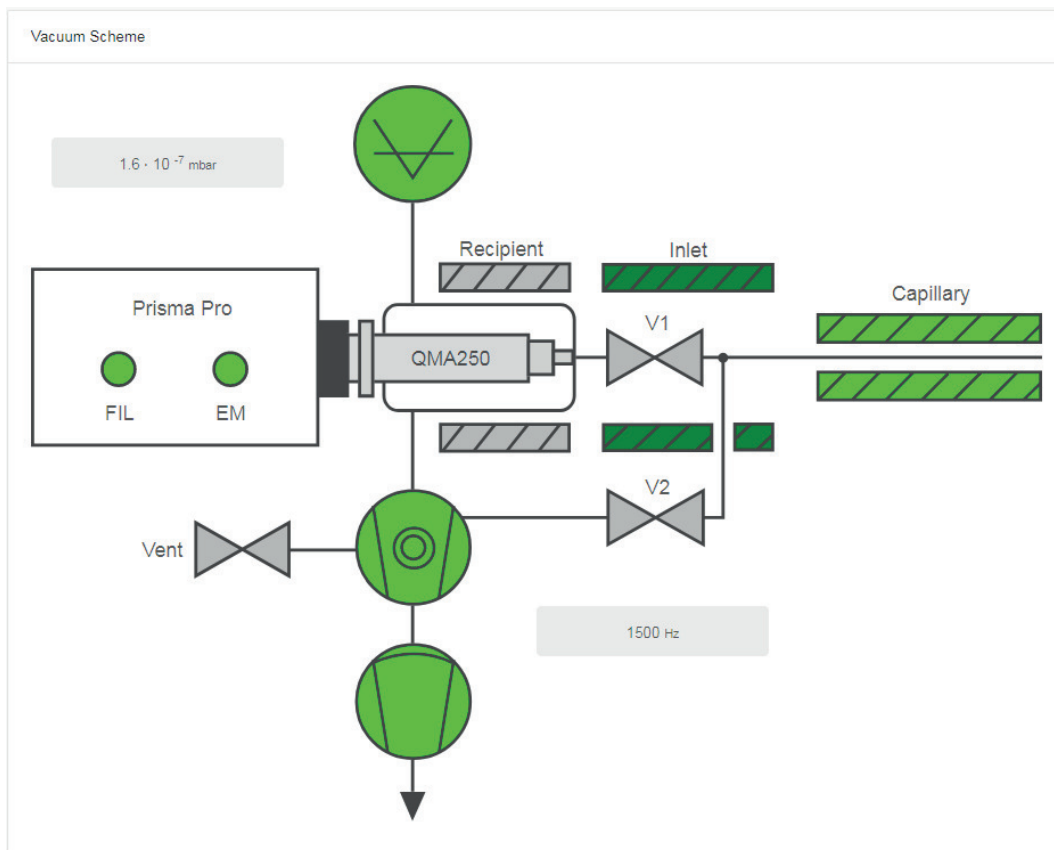 Vacuum Scheme
1.6 · 10 -7 mbar
Recipient
Inlet
Capillary
Prisma Pro
FIL
EM
QMA250
V1
V2
Vent
1500 Hz